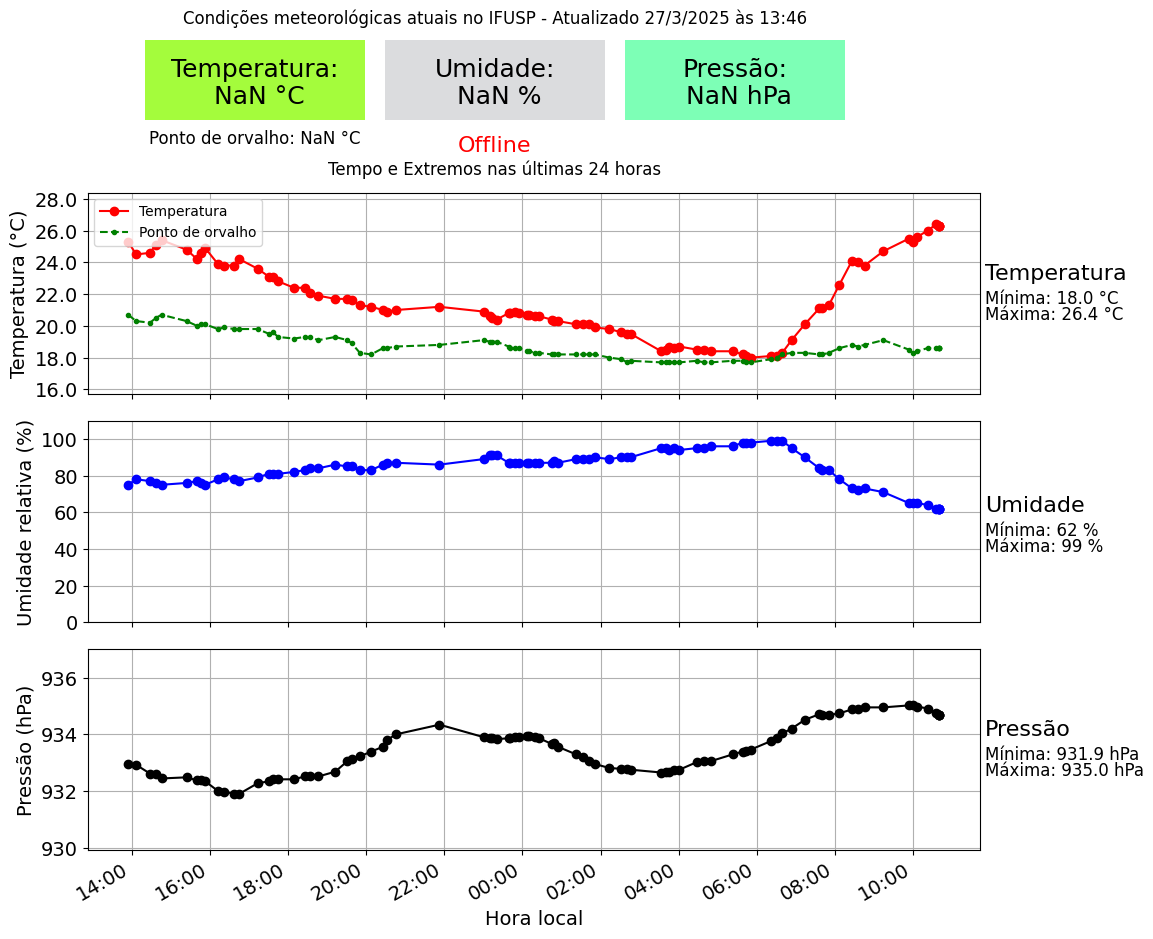 Condições meteorológicas atuais no IFUSP - Atualizado 27/3/2025 às 13:46
Temperatura:
NaN °C
Umidade:
NaN %
Pressão:
NaN hPa
Ponto de orvalho: NaN °C
Offline
Tempo e Extremos nas últimas 24 horas
Temperatura (°C)
28.0
26.0
24.0
22.0
20.0
18.0
16.0
Temperatura
Ponto de orvalho
Temperatura
Mínima: 18.0 °C
Máxima: 26.4 °C
Umidade relativa (%)
100
80
60
40
20
0
Umidade
Mínima: 62 %
Máxima: 99 %
Pressão (hPa)
936
934
932
930
Pressão
Mínima: 931.9 hPa
Máxima: 935.0 hPa
14:00
16:00
18:00
20:00
22:00
00:00
02:00
04:00
06:00
08:00
10:00
Hora local